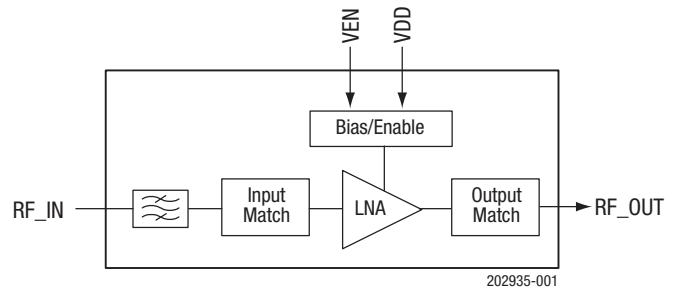 VEN
VDD
Bias/Enable
RF_IN
Input
Match
LNA
Output
Match
RF_OUT
202935-001